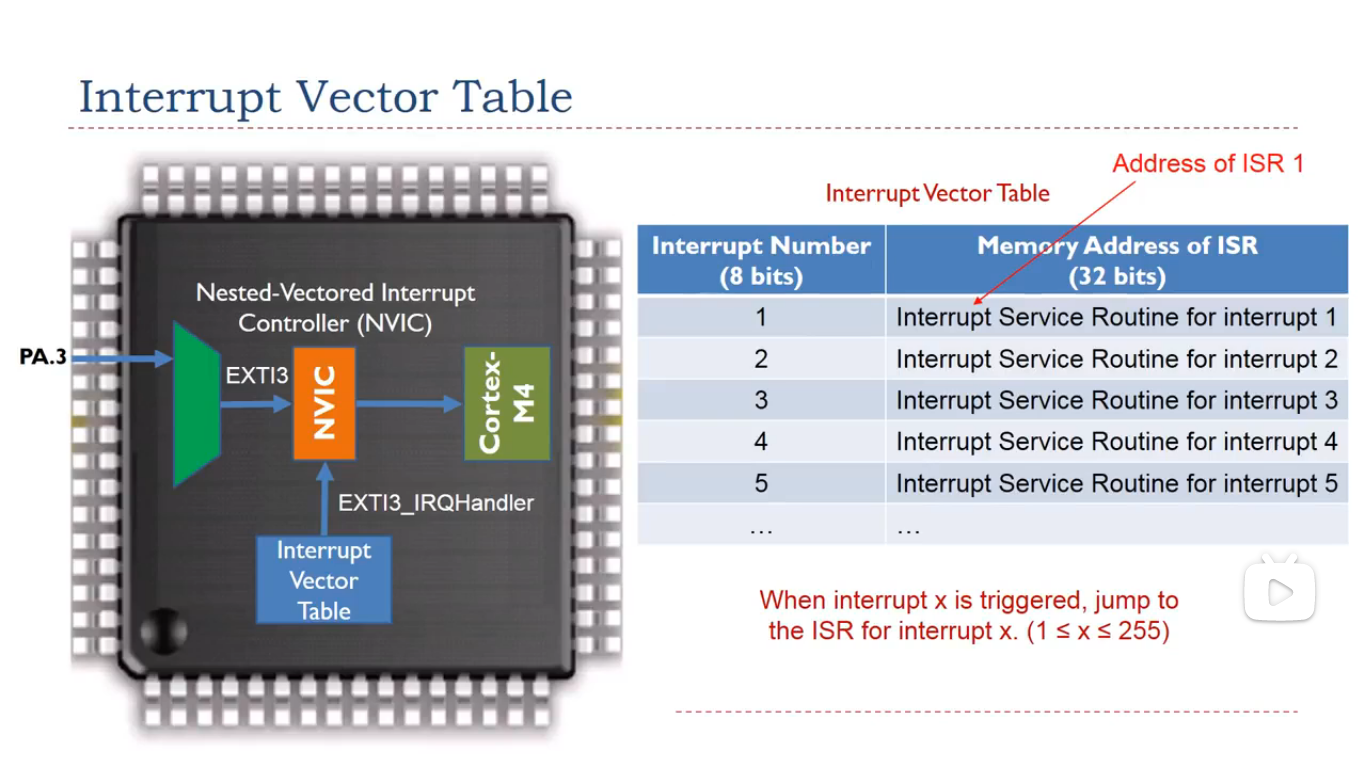 Interrupt Vector Table
Address of ISR 1
Interrupt Vector Table
Interrupt Number
(8 bits)
Memory Address of ISR
(32 bits)
1
Interrupt Service Routine for interrupt 1
2
Interrupt Service Routine for interrupt 2
3
Interrupt Service Routine for interrupt 3
4
Interrupt Service Routine for interrupt 4
5
Interrupt Service Routine for interrupt 5
…
…
When interrupt x is triggered, jump to
the ISR for interrupt x. (1 ≤ x ≤ 255)
Nested-Vectored Interrupt
Controller (NVIC)
PA.3
EXTI3
NVIC
Cortex-
M4
EXTI3_IRQHandler
Interrupt
Vector
Table